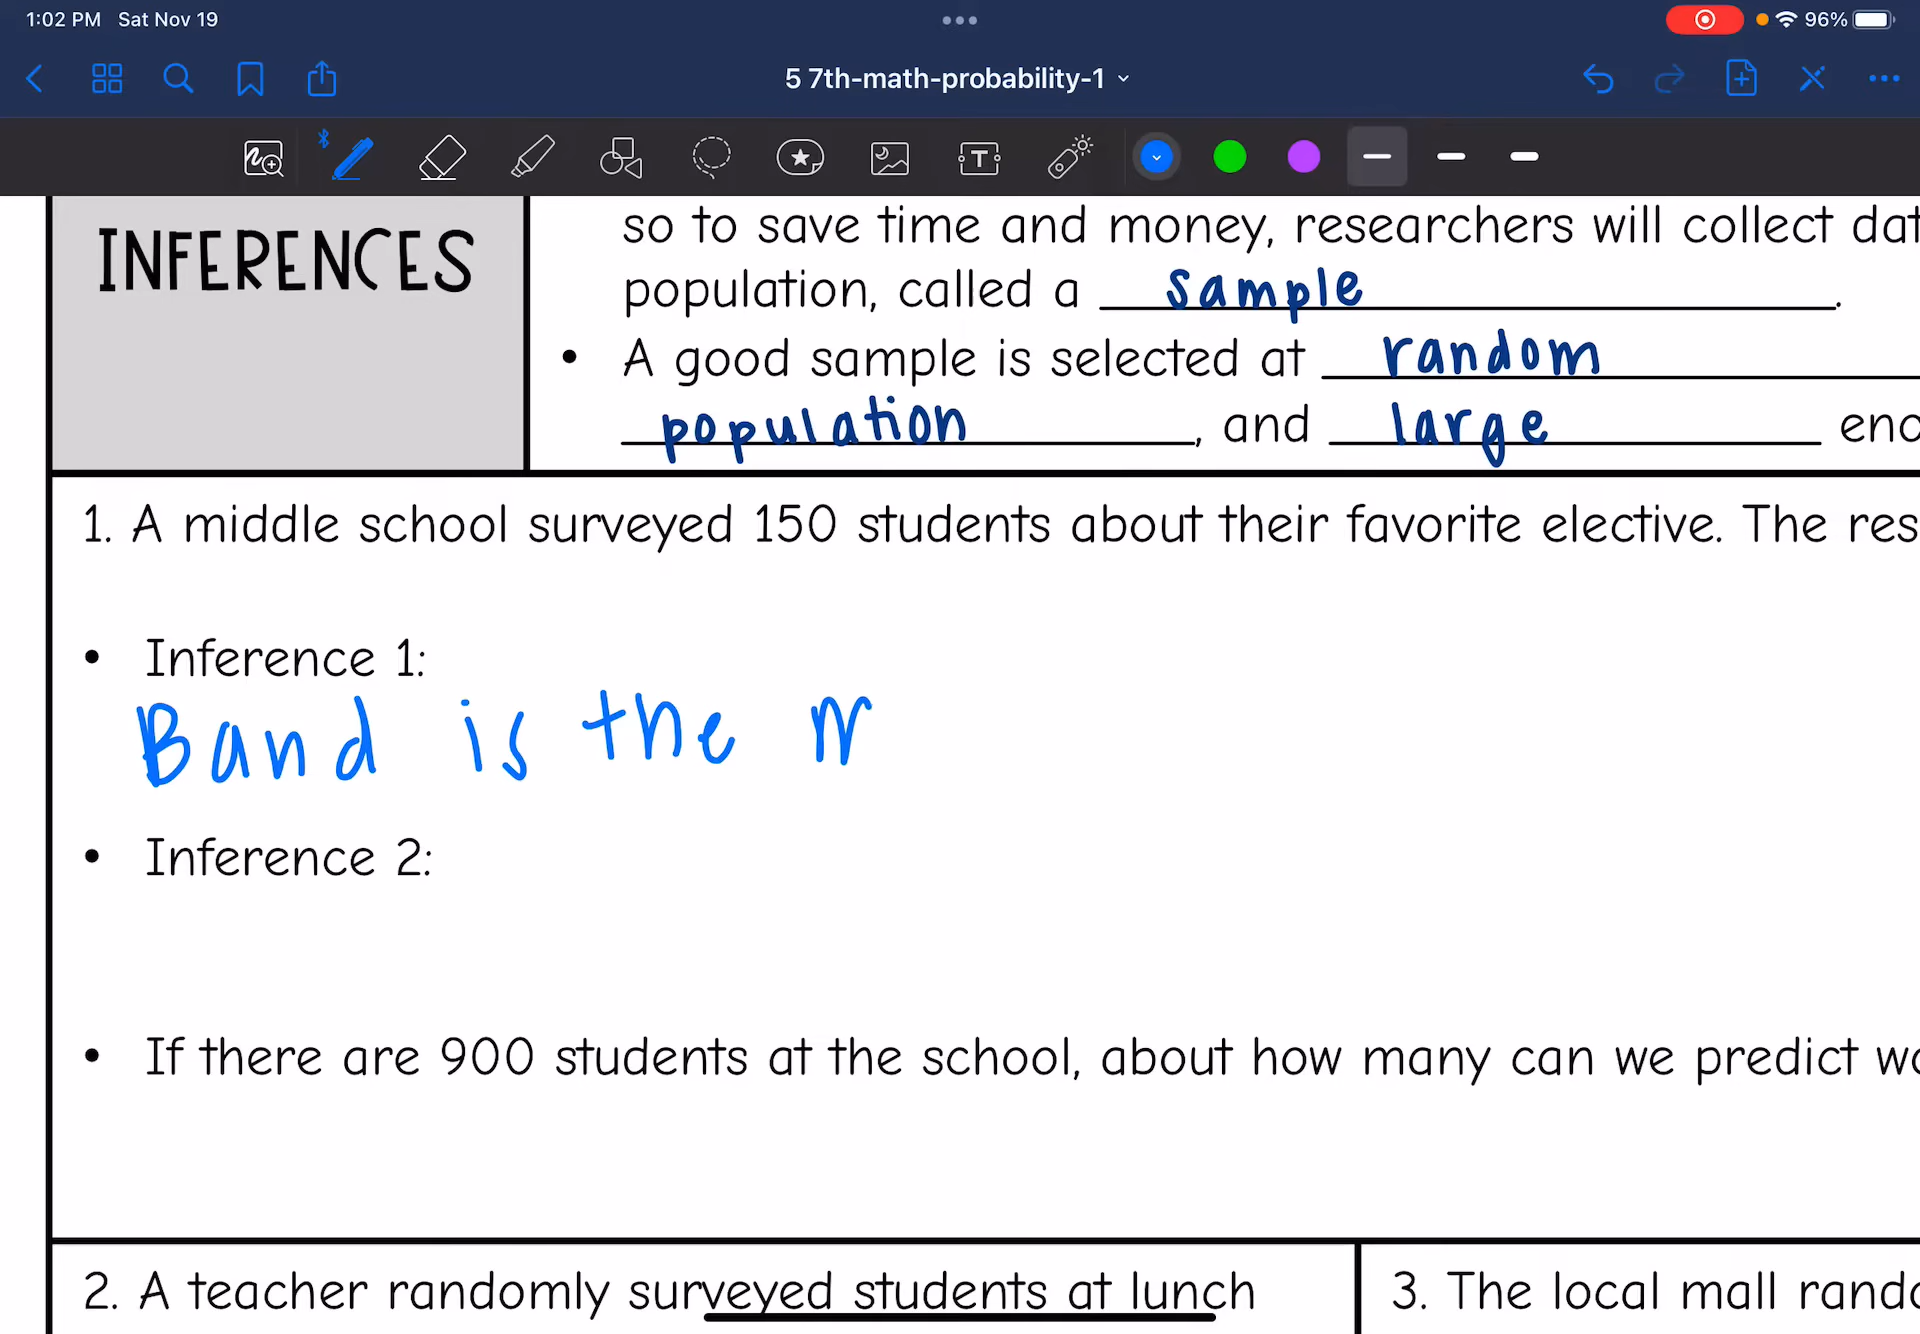 1:02 PM Sat Nov 19
96%
5 7th-math-probability-1
INFERENCES
so to save time and money, researchers will collect dat
population, called a sample.
• A good sample is selected at random
population, and large eno
1. A middle school surveyed 150 students about their favorite elective. The res
• Inference 1:
Band is the m
• Inference 2:
• If there are 900 students at the school, about how many can we predict wo
2. A teacher randomly surveyed students at lunch
3. The local mall rando